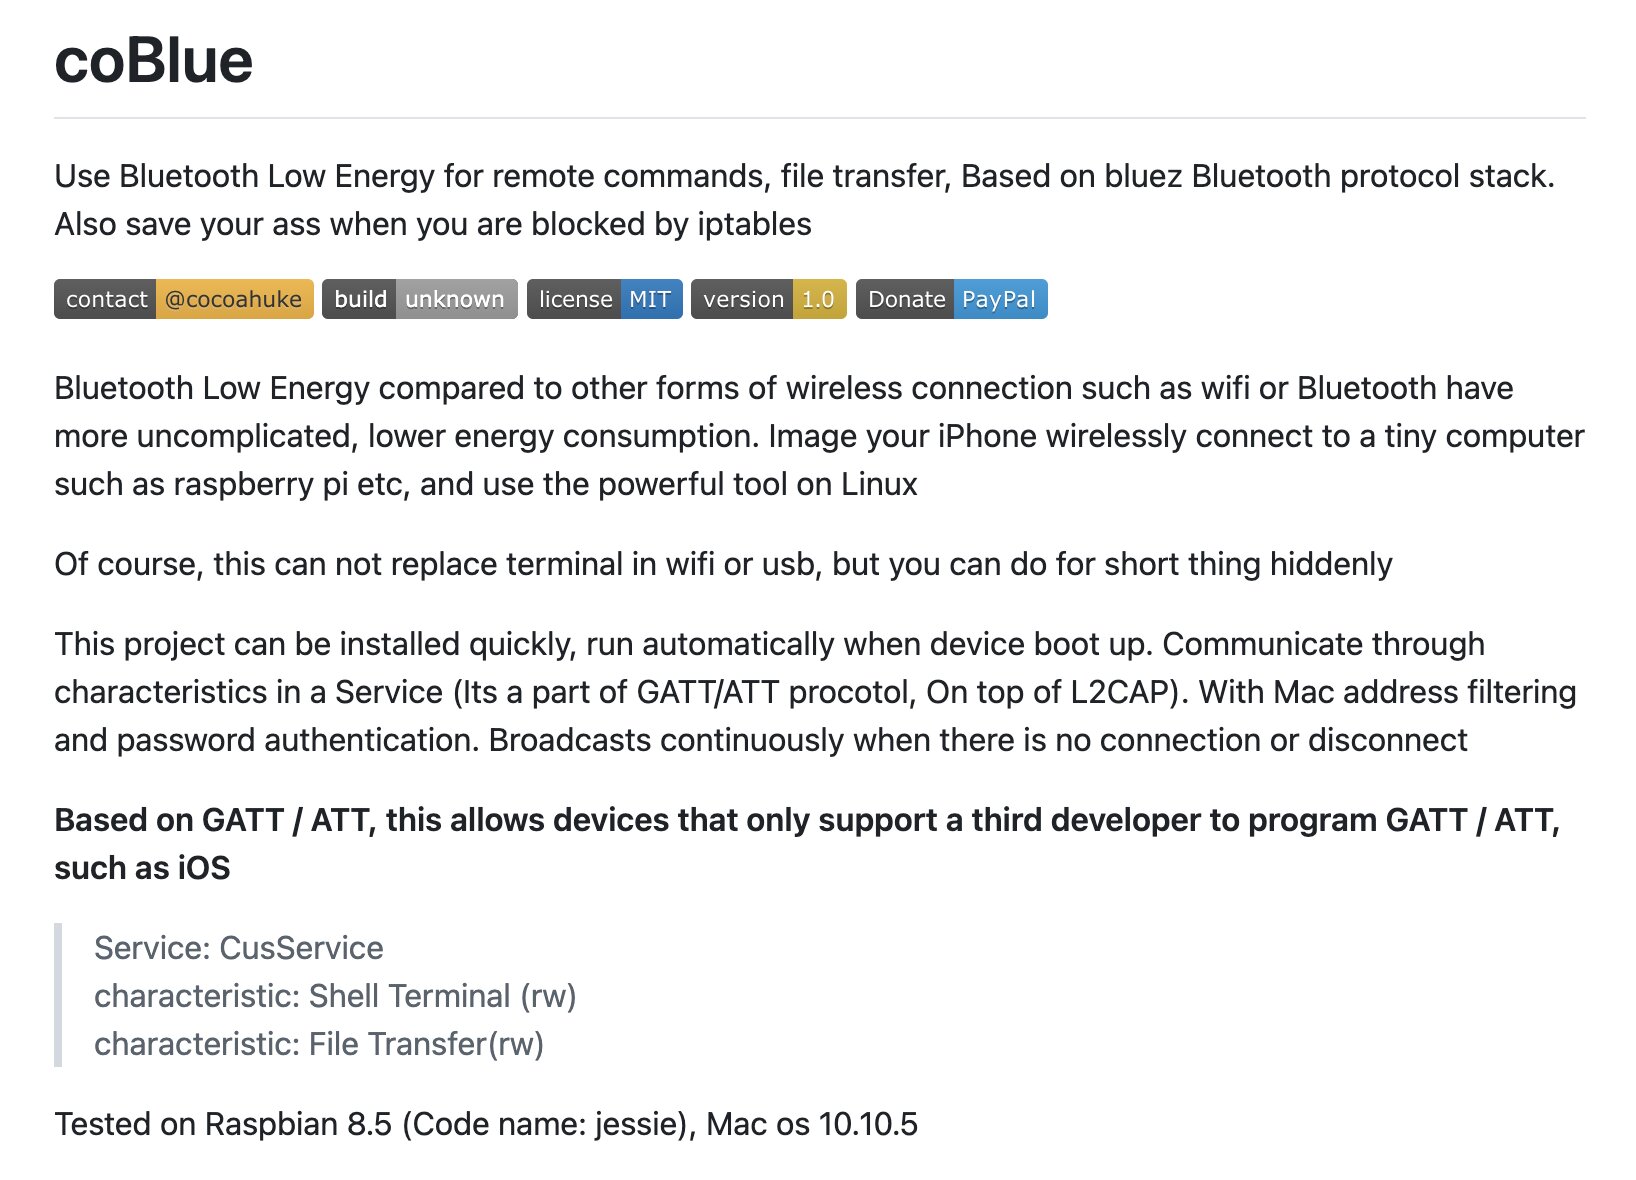 coBlue
Use Bluetooth Low Energy for remote commands, file transfer, Based on bluez Bluetooth protocol stack.
Also save your ass when you are blocked by iptables
contact @cocoahuke build unknown license MIT version 1.0 Donate PayPal
Bluetooth Low Energy compared to other forms of wireless connection such as wifi or Bluetooth have
more uncomplicated, lower energy consumption. Image your iPhone wirelessly connect to a tiny computer
such as raspberry pi etc, and use the powerful tool on Linux
Of course, this can not replace terminal in wifi or usb, but you can do for short thing hiddenly
This project can be installed quickly, run automatically when device boot up. Communicate through
characteristics in a Service (Its a part of GATT/ATT procotol, On top of L2CAP). With Mac address filtering
and password authentication. Broadcasts continuously when there is no connection or disconnect
Based on GATT / ATT, this allows devices that only support a third developer to program GATT / ATT,
such as iOS
Service: CusService
characteristic: Shell Terminal (rw)
characteristic: File Transfer(rw)
Tested on Raspbian 8.5 (Code name: jessie), Mac os 10.10.5